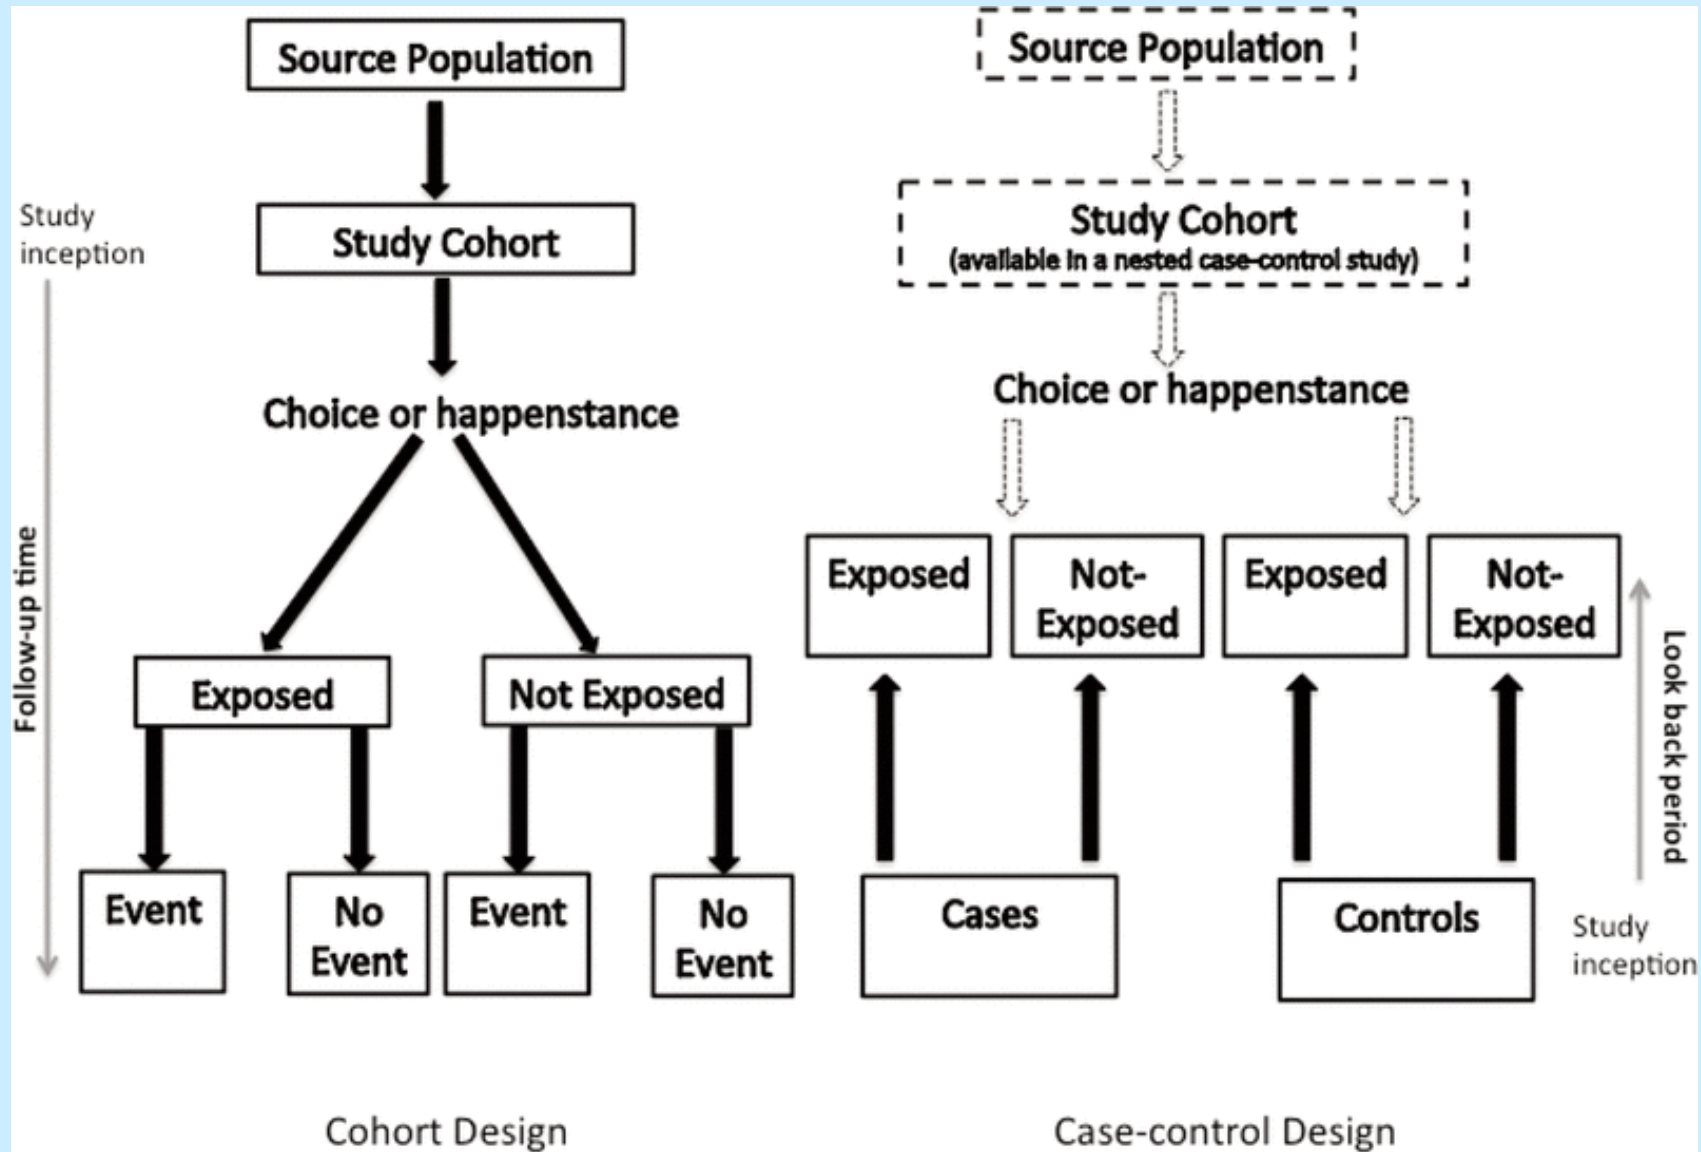 Source Population
Study
inception
Study Cohort
Choice or happenstance
Follow-up time
Exposed
Not Exposed
Event
No
Event
Event
No
Event
Cohort Design
Source Population
Study Cohort
(available in a nested case-control study)
Choice or happenstance
Exposed
Not-
Exposed
Exposed
Not-
Exposed
Look back period
Cases
Controls
Study
inception
Case-control Design